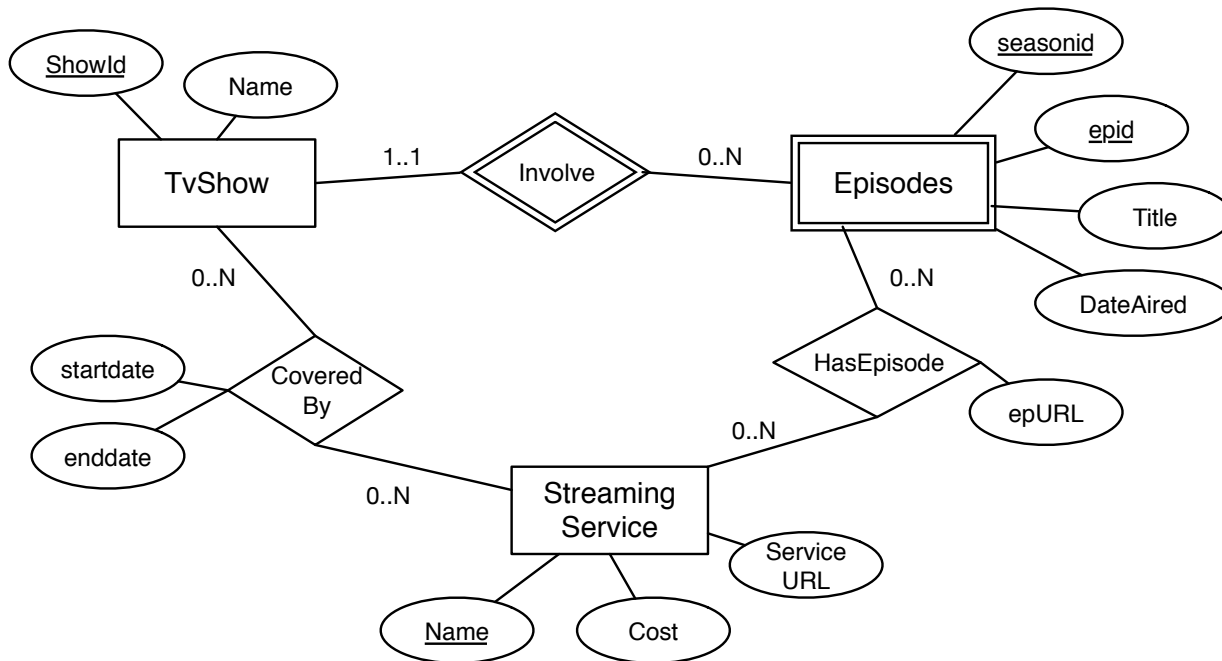 seasonid
ShowId
Name
epid
1..1
Involve
0..N
TvShow
Episodes
Title
0..N
0..N
DateAired
startdate
Covered
By
HasEpisode
epURL
enddate
0..N
0..N
Streaming
Service
Service
URL
Name
Cost